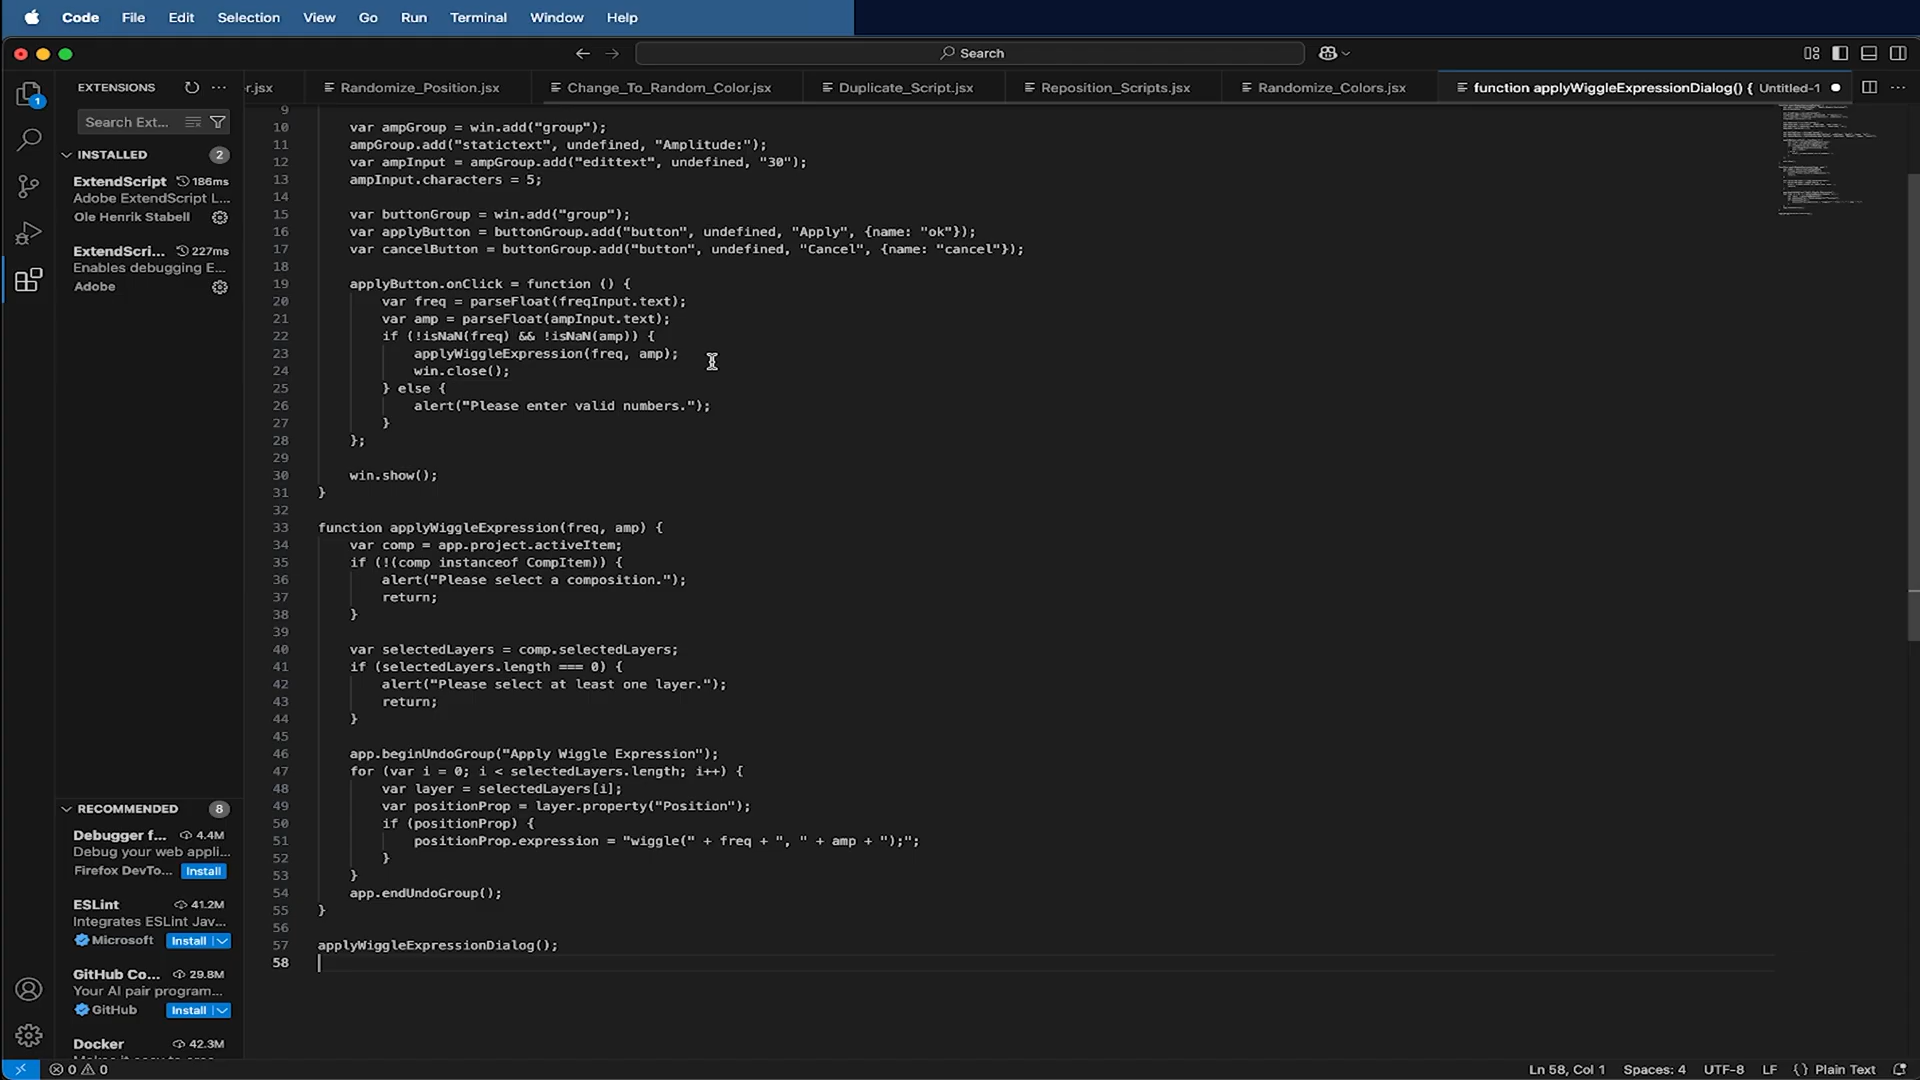 Code File Edit Selection View Go Run Terminal Window Help
Search
EXTENSIONS
r.jsx Randomize_Position.jsx Change_To_Random_Color.jsx Duplicate_Script.jsx Reposition_Scripts.jsx Randomize_Colors.jsx function applyWiggleExpressionDialog() { Untitled-1
1
Search Ext...
INSTALLED 2
ExtendScript 186ms
Adobe ExtendScript L...
Ole Henrik Stabell
ExtendScri... 227ms
Enables debugging E...
Adobe
RECOMMENDED 8
Debugger f... 4.4M
Debug your web appli...
Firefox DevTo... Install
ESLint 41.2M
Integrates ESLint Jav...
Microsoft Install
GitHub Co... 29.8M
Your AI pair program...
GitHub Install
Docker 42.3M
9
10 var ampGroup = win.add("group");
11 ampGroup.add("statictext", undefined, "Amplitude:");
12 var ampInput = ampGroup.add("edittext", undefined, "30");
13 ampInput.characters = 5;
14
15 var buttonGroup = win.add("group");
16 var applyButton = buttonGroup.add("button", undefined, "Apply", {name: "ok"});
17 var cancelButton = buttonGroup.add("button", undefined, "Cancel", {name: "cancel"});
18
19 applyButton.onClick = function () {
20 var freq = parseFloat(freqInput.text);
21 var amp = parseFloat(ampInput.text);
22 if (!isNaN(freq) && !isNaN(amp)) {
23 applyWiggleExpression(freq, amp);
24 win.close();
25 } else {
26 alert("Please enter valid numbers.");
27 }
28 };
29
30 win.show();
31 }
32
33 function applyWiggleExpression(freq, amp) {
34 var comp = app.project.activeItem;
35 if (!(comp instanceof CompItem)) {
36 alert("Please select a composition.");
37 return;
38 }
39
40 var selectedLayers = comp.selectedLayers;
41 if (selectedLayers.length === 0) {
42 alert("Please select at least one layer.");
43 return;
44 }
45
46 app.beginUndoGroup("Apply Wiggle Expression");
47 for (var i = 0; i < selectedLayers.length; i++) {
48 var layer = selectedLayers[i];
49 var positionProp = layer.property("Position");
50 if (positionProp) {
51 positionProp.expression = "wiggle(" + freq + ", " + amp + ");";
52 }
53 }
54 app.endUndoGroup();
55 }
56
57 applyWiggleExpressionDialog();
58
0 0 Ln 58, Col 1 Spaces: 4 UTF-8 LF {} Plain Text